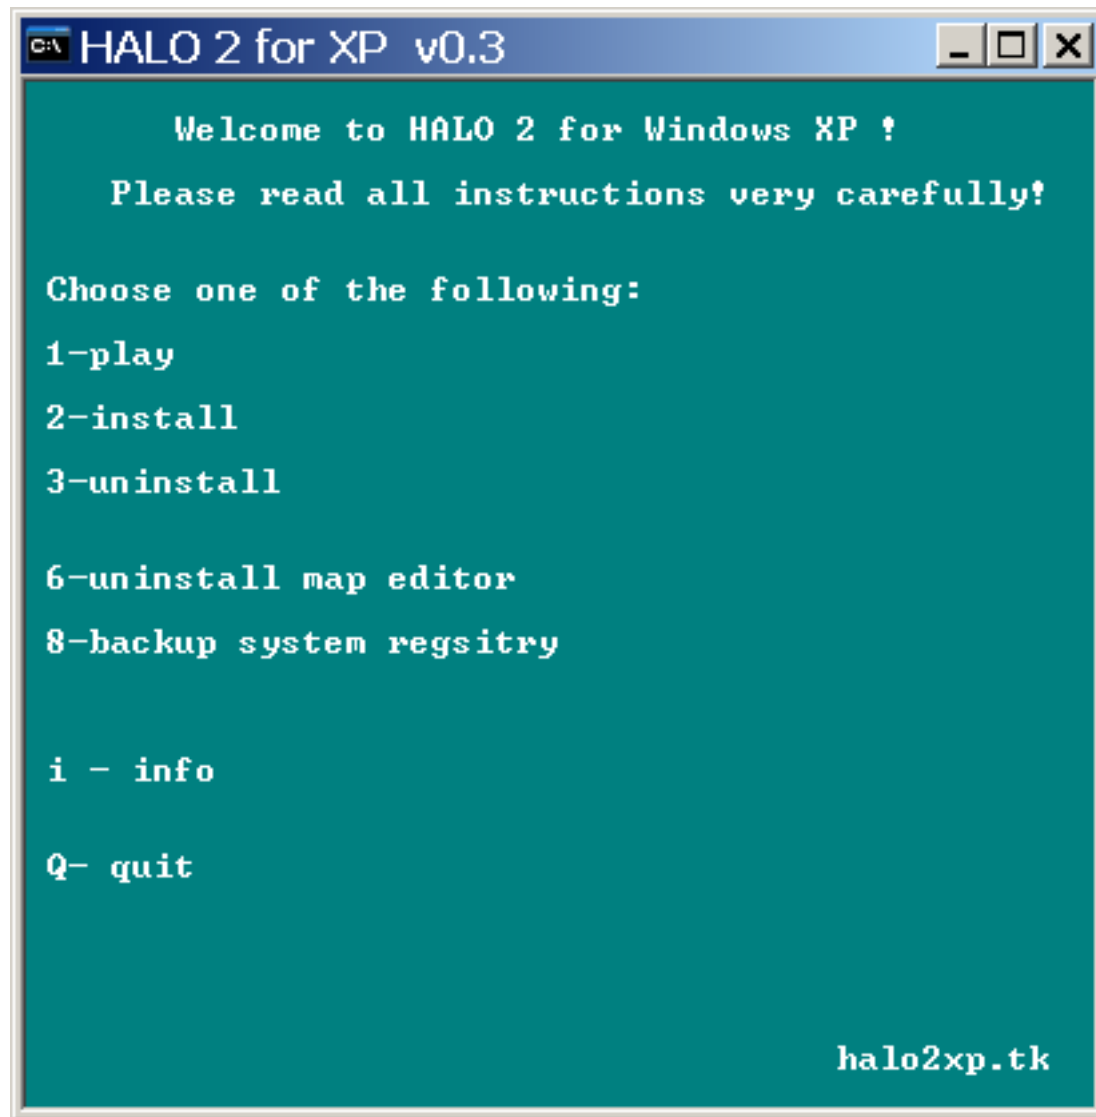 C:\ HALO 2 for XP v0.3
Welcome to HALO 2 for Windows XP !
Please read all instructions very carefully!
Choose one of the following:
1-play
2-install
3-uninstall
6-uninstall map editor
8-backup system regsitry
i - info
Q- quit
halo2xp.tk